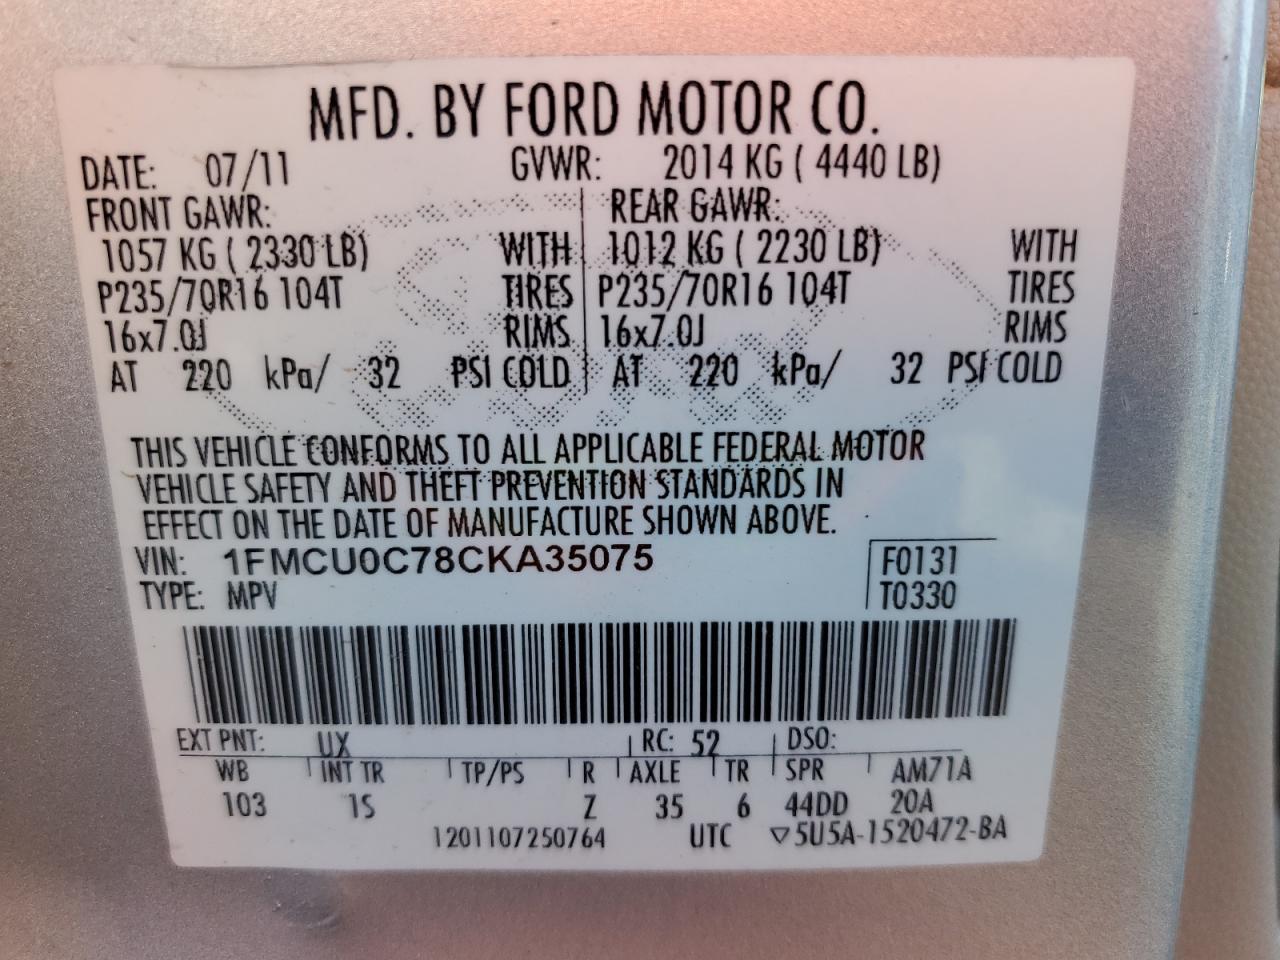 MFD. BY FORD MOTOR CO.
DATE: 07/11 GVWR: 2014 KG ( 4440 LB)
FRONT GAWR: REAR GAWR:
1057 KG ( 2330 LB) WITH 1012 KG ( 2230 LB) WITH
P235/70R16 104T TIRES P235/70R16 104T TIRES
16x7.0J RIMS 16x7.0J RIMS
AT 220 kPa/ 32 PSI COLD AT 220 kPa/ 32 PSI COLD
THIS VEHICLE CONFORMS TO ALL APPLICABLE FEDERAL MOTOR
VEHICLE SAFETY AND THEFT PREVENTION STANDARDS IN
EFFECT ON THE DATE OF MANUFACTURE SHOWN ABOVE.
VIN: 1FMCU0C78CKA35075 F0131
TYPE: MPV T0330
EXT PNT: UX RC: 52 DSO:
WB INT TR TP/PS R AXLE TR SPR AM71A
103 1S Z 35 6 44DD 20A
1201107250764 UTC ▽5U5A-1520472-BA